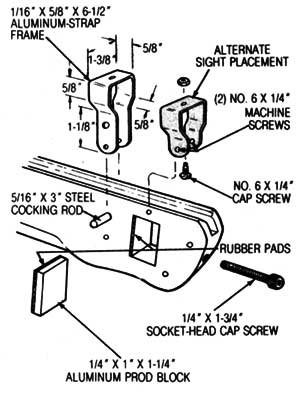 1/16" X 5/8" X 6-1/2"
ALUMINUM-STRAP
FRAME
5/8"
1-3/8"
ALTERNATE
SIGHT PLACEMENT
5/8"
5/8"
(2) NO. 6 X 1/4"
MACHINE
SCREWS
1-1/8"
NO. 6 X 1/4"
CAP SCREW
5/16" X 3" STEEL
COCKING ROD
RUBBER PADS
1/4" X 1-3/4"
SOCKET-HEAD CAP SCREW
1/4" X 1" X 1-1/4"
ALUMINUM PROD BLOCK